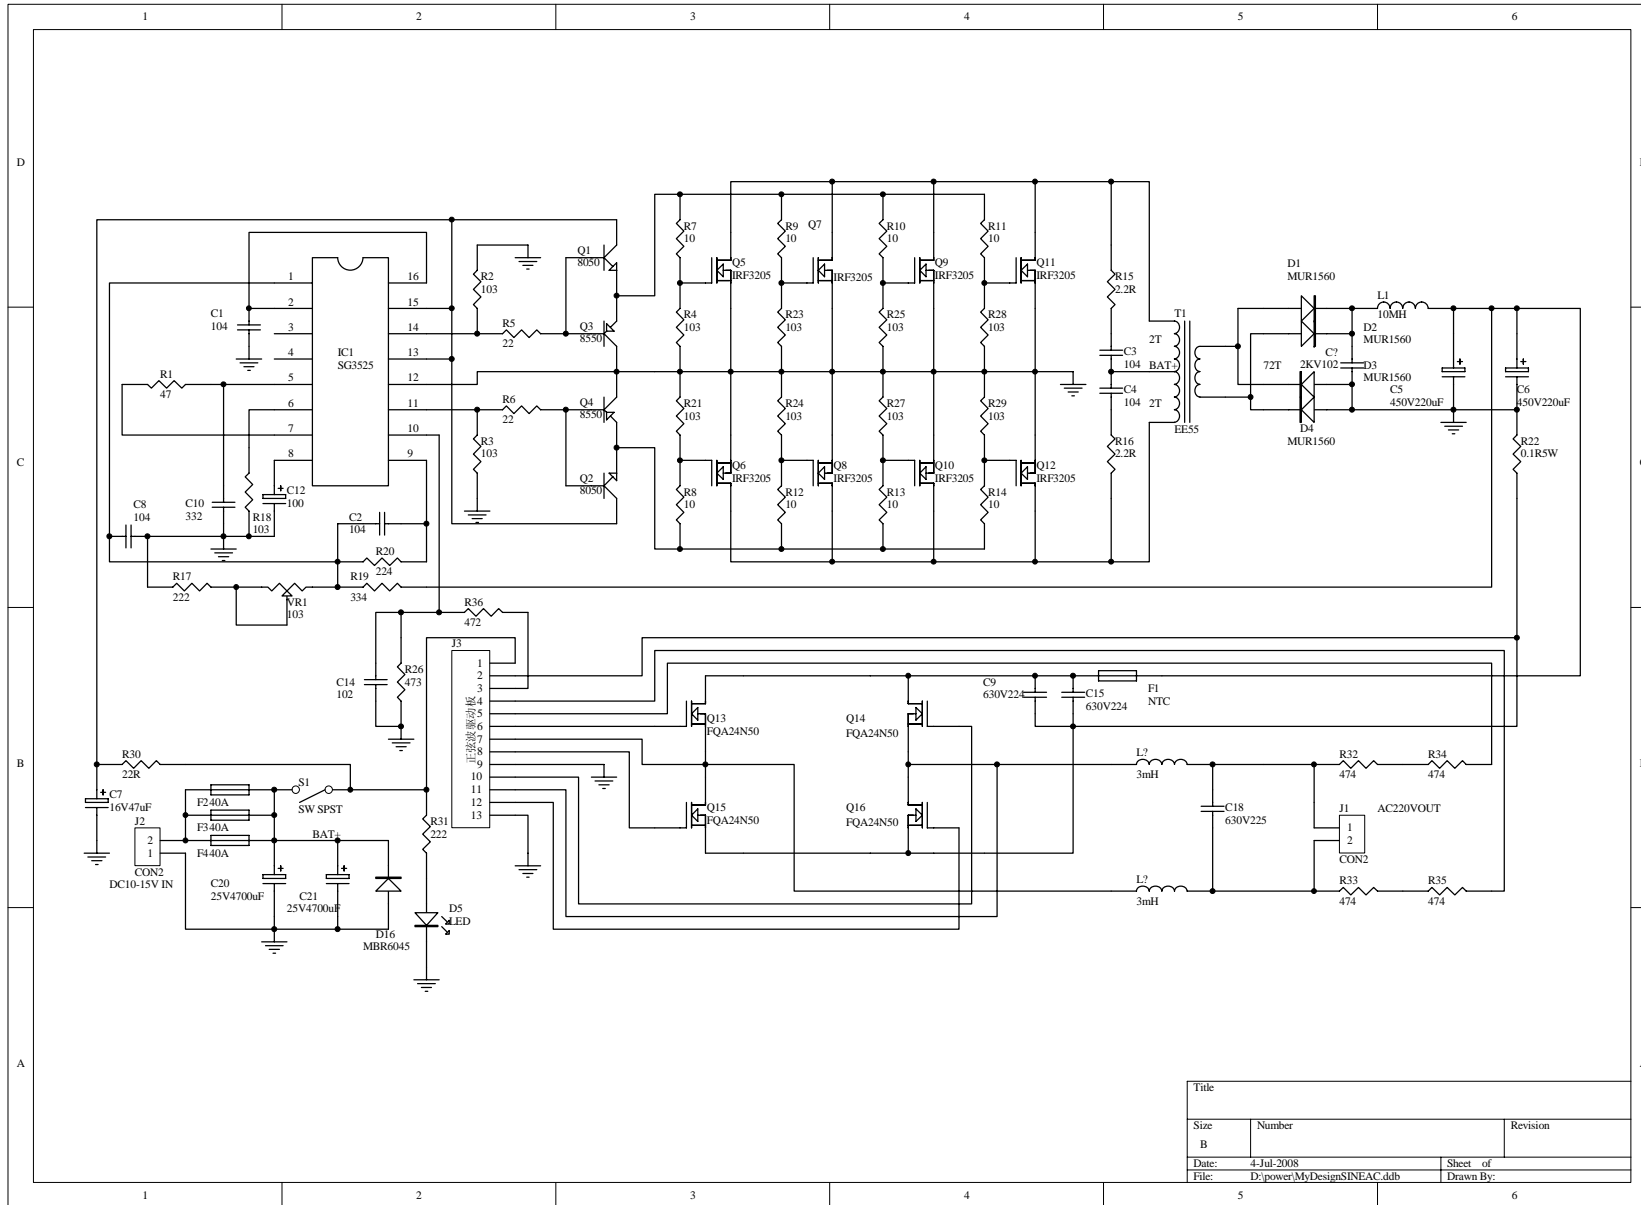 1 2 3 4 5 6
D
C
B
A
R7
10
R9
10
Q7
R10
10
R11
10
Q5
IRF3205
IRF3205
Q9
IRF3205
Q11
IRF3205
Q1
8050
R2
103
1
2
3
4
5
6
7
8
16
15
14
13
12
11
10
9
IC1
SG3525
C1
104
R1
47
R5
22
Q3
8550
R4
103
R23
103
R25
103
R28
103
R15
2.2R
D1
MUR1560
L1
10MH
T1
2T
C3
104
BAT+
C4
104
2T
EE55
R16
2.2R
72T
D2
MUR1560
C?
2KV102
D3
MUR1560
C5
450V220uF
C6
450V220uF
D4
MUR1560
R22
0.1R5W
R6
22
Q4
8550
R21
103
R24
103
R27
103
R29
103
R3
103
Q2
8050
Q6
IRF3205
Q8
IRF3205
Q10
IRF3205
Q12
IRF3205
R8
10
R12
10
R13
10
R14
10
C8
104
C10
332
R18
103
C12
100
C2
104
R20
224
R17
222
VR1
103
R19
334
R36
472
J3
1
2
3
4
5
6
7
8
9
10
11
12
13
正弦波驱动板
C14
102
R26
473
Q13
FQA24N50
Q14
FQA24N50
C9
630V224
C15
630V224
F1
NTC
R30
22R
C7
16V47uF
F240A
F340A
F440A
S1
SW SPST
J2
2
1
CON2
DC10-15V IN
BAT+
R31
222
C20
25V4700uF
C21
25V4700uF
D16
MBR6045
D5
LED
Q15
FQA24N50
Q16
FQA24N50
L?
3mH
C18
630V225
L?
3mH
R32
474
R34
474
J1
1
2
CON2
AC220VOUT
R33
474
R35
474
Title
Size
B
Number
Revision
Date: 4-Jul-2008
Sheet of
File: D:\power\MyDesignSINEAC.ddb
Drawn By:
1 2 3 4 5 6